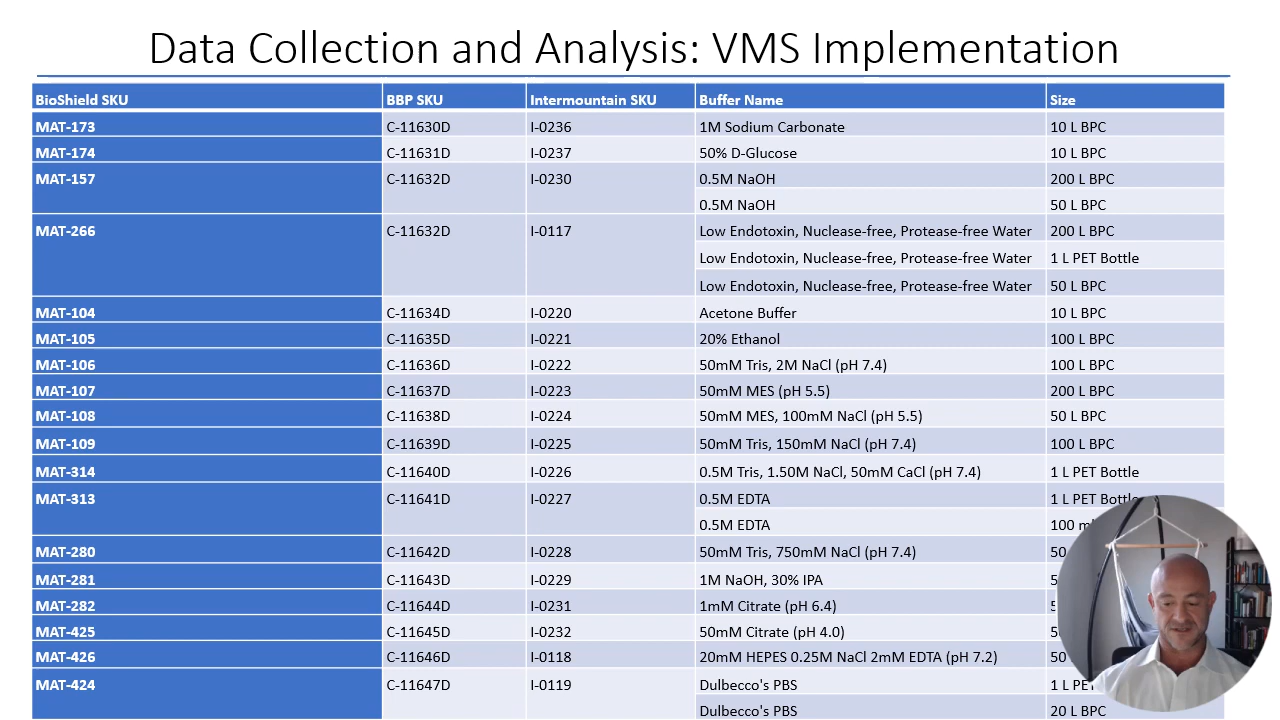 Data Collection and Analysis: VMS Implementation
BioShield SKU BBP SKU Intermountain SKU Buffer Name Size
MAT-173 C-11630D I-0236 1M Sodium Carbonate 10 L BPC
MAT-174 C-11631D I-0237 50% D-Glucose 10 L BPC
MAT-157 C-11632D I-0230 0.5M NaOH 200 L BPC
0.5M NaOH 50 L BPC
MAT-266 C-11632D I-0117 Low Endotoxin, Nuclease-free, Protease-free Water 200 L BPC
Low Endotoxin, Nuclease-free, Protease-free Water 1 L PET Bottle
Low Endotoxin, Nuclease-free, Protease-free Water 50 L BPC
MAT-104 C-11634D I-0220 Acetone Buffer 10 L BPC
MAT-105 C-11635D I-0221 20% Ethanol 100 L BPC
MAT-106 C-11636D I-0222 50mM Tris, 2M NaCl (pH 7.4) 100 L BPC
MAT-107 C-11637D I-0223 50mM MES (pH 5.5) 200 L BPC
MAT-108 C-11638D I-0224 50mM MES, 100mM NaCl (pH 5.5) 50 L BPC
MAT-109 C-11639D I-0225 50mM Tris, 150mM NaCl (pH 7.4) 100 L BPC
MAT-314 C-11640D I-0226 0.5M Tris, 1.50M NaCl, 50mM CaCl (pH 7.4) 1 L PET Bottle
MAT-313 C-11641D I-0227 0.5M EDTA 1 L PET Bottle
0.5M EDTA 100
MAT-280 C-11642D I-0228 50mM Tris, 750mM NaCl (pH 7.4) 50
MAT-281 C-11643D I-0229 1M NaOH, 30% IPA
MAT-282 C-11644D I-0231 1mM Citrate (pH 6.4)
MAT-425 C-11645D I-0232 50mM Citrate (pH 4.0)
MAT-426 C-11646D I-0118 20mM HEPES 0.25M NaCl 2mM EDTA (pH 7.2) 50
MAT-424 C-11647D I-0119 Dulbecco's PBS 1 L
Dulbecco's PBS 20 L BPC